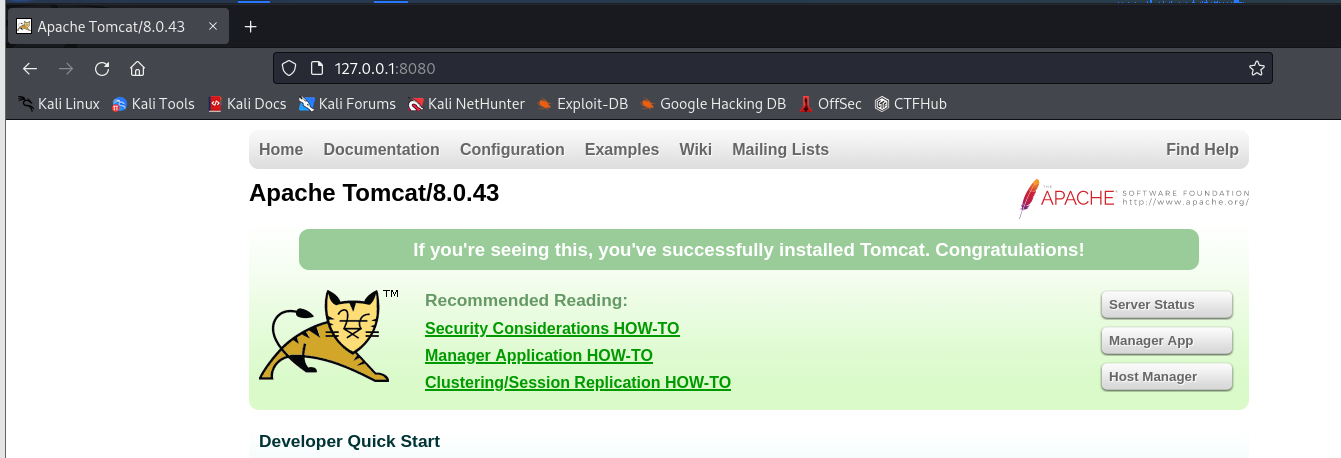 Apache Tomcat/8.0.43
127.0.0.1:8080
Kali Linux Kali Tools Kali Docs Kali Forums Kali NetHunter Exploit-DB Google Hacking DB OffSec CTFHub
Home Documentation Configuration Examples Wiki Mailing Lists Find Help
Apache Tomcat/8.0.43
THE APACHE SOFTWARE FOUNDATION
http://www.apache.org/
If you're seeing this, you've successfully installed Tomcat. Congratulations!
TM
Recommended Reading:
Security Considerations HOW-TO
Manager Application HOW-TO
Clustering/Session Replication HOW-TO
Server Status
Manager App
Host Manager
Developer Quick Start